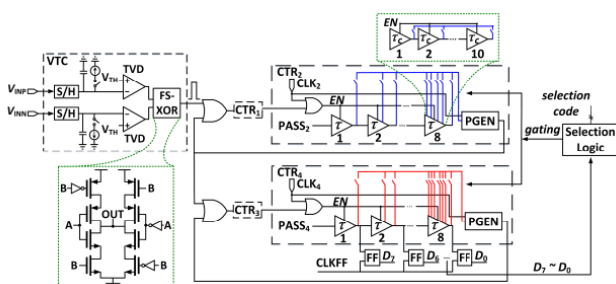 EN
τC τC τC
1 2 10
VTC
TVD
VTH
VINP S/H
FS-XOR
VINN S/H
VTH
TVD
CTR1
CTR2
CLK2
EN
PASS2 τ τ τ
1 2 8
PGEN
selection code
gating
Selection Logic
B B
A OUT A
B B
CTR3
CTR4
CLK4
EN
PASS4 τ τ τ
1 2 8
PGEN
CLKFF FF D7 FF D6 FF D0
D7 ~ D0